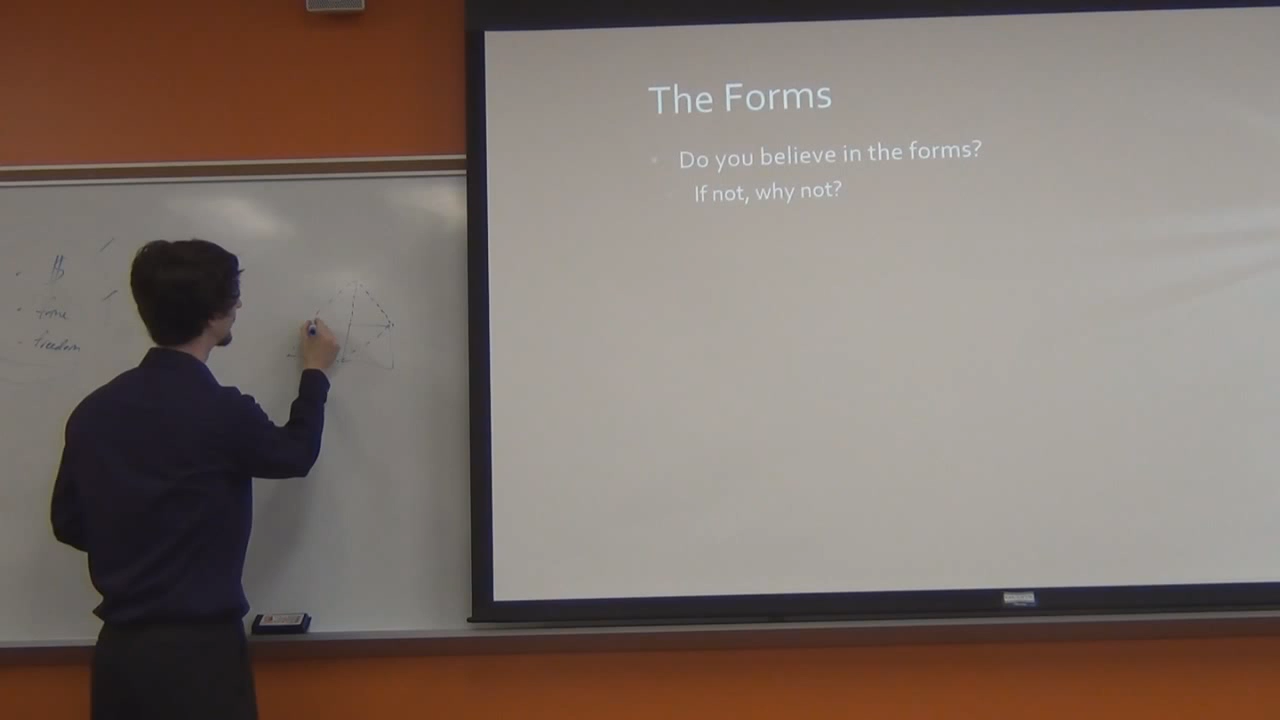 $
time
freedom
The Forms
Do you believe in the forms?
If not, why not?